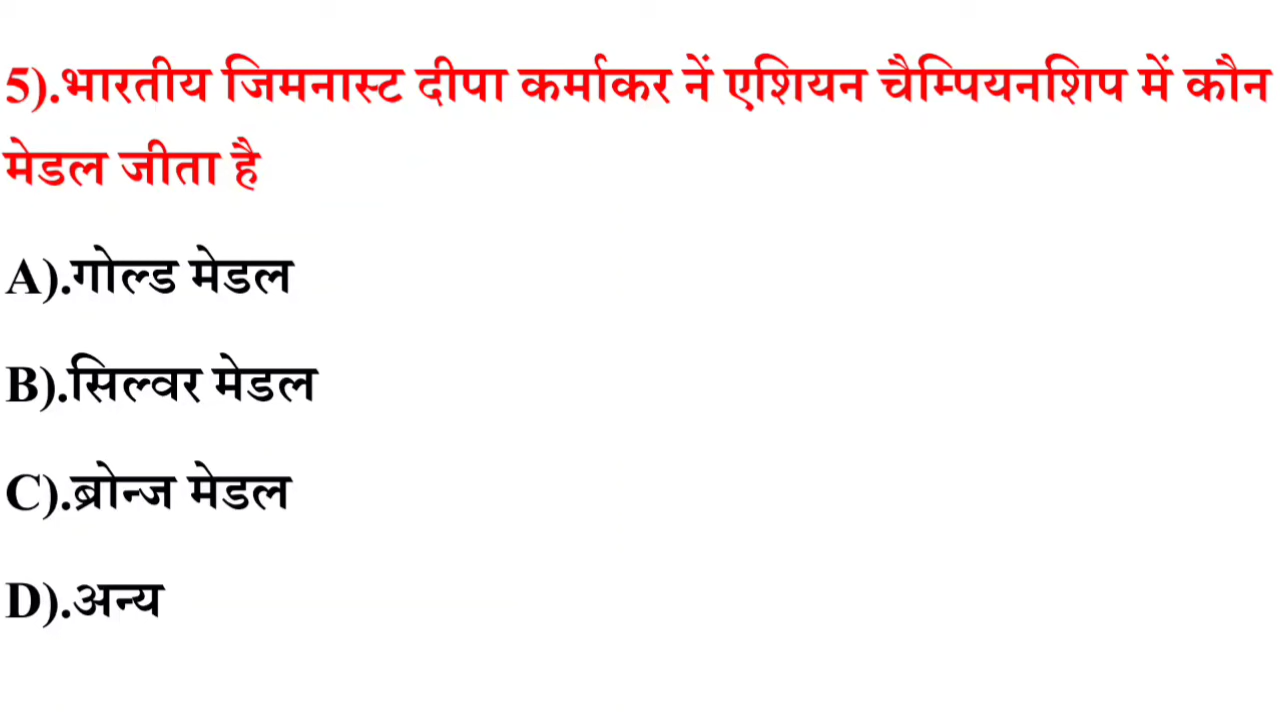 5).भारतीय जिमनास्ट दीपा कर्माकर नें एशियन चैम्पियनशिप में कौन
मेडल जीता है
A).गोल्ड मेडल
B).सिल्वर मेडल
C).ब्रोन्ज मेडल
D).अन्य